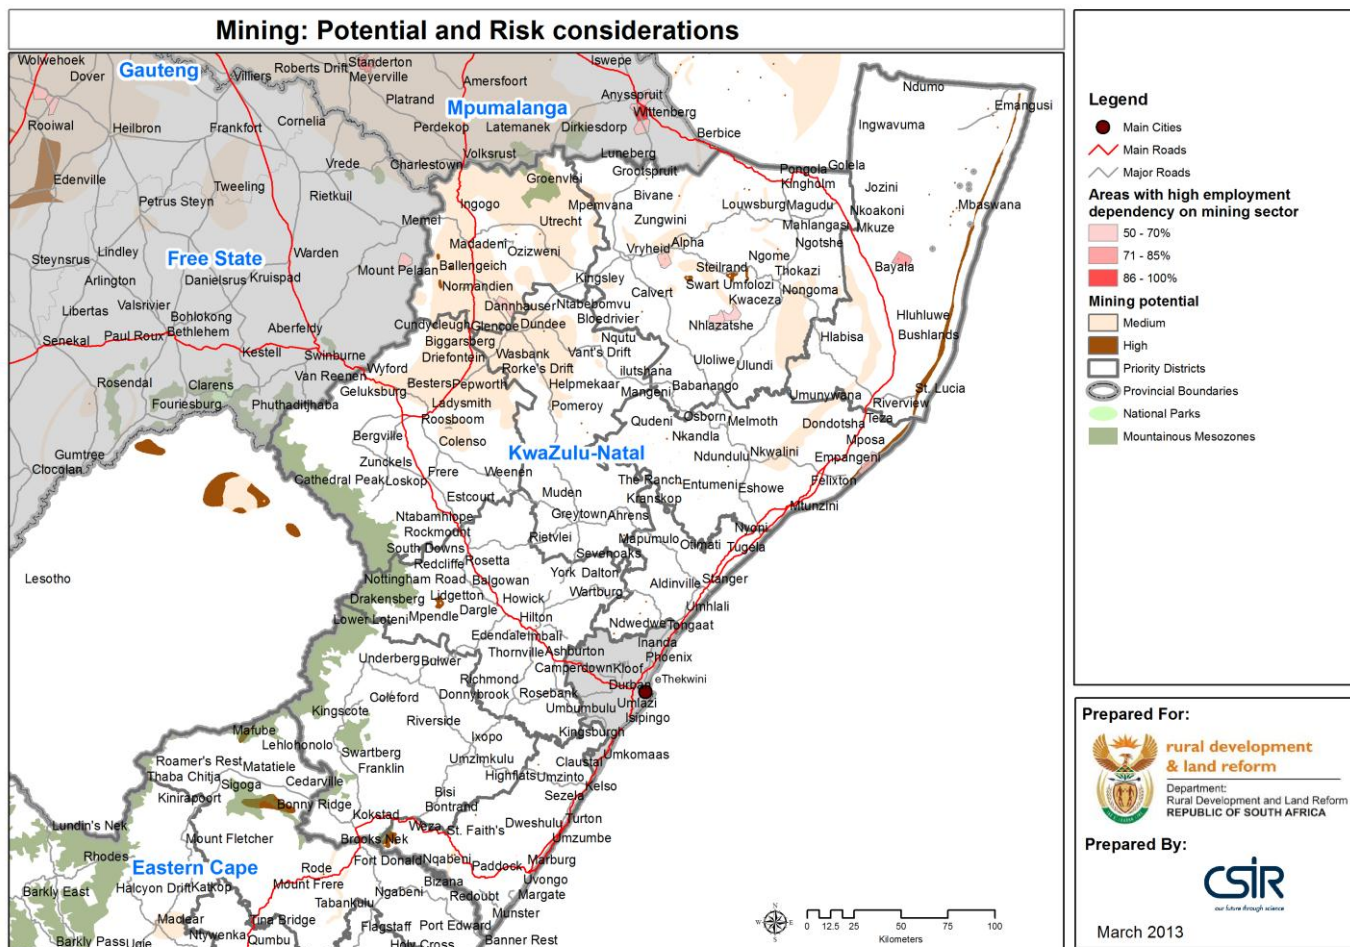 Mining: Potential and Risk considerations
Wolwehoek
Dover
Gauteng
Villiers
Roberts Drift
Standerton
Meyerville
Iswepe
Amersfoort
Platrand
Anysspruit
Mpumalanga
Wittenberg
Rooiwal
Heilbron
Frankfort
Cornelia
Perdekop
Latemanek
Dirkiesdorp
Berbice
Volksrust
Luneberg
Charlestown
Vrede
Edenville
Tweeling
Rietkuil
Petrus Steyn
Memel
Groenvlei
Grootspruit
Ingogo
Mpemvana
Utrecht
Bivane
Zungwini
Louwsburg
Pongola
Kingholm
Golela
Magudu
Mahlangasi
Ngotshe
Ndumo
Emangusi
Ingwavuma
Jozini
Nkoakoni
Mkuze
Mbaswana
Lindley
Steynsrus
Free State
Warden
Arlington
Danielsrus
Kruispad
Mount Pelaan
Madadeni
Ozizweni
Ballengeich
Normandien
Kingsley
Vryheid
Alpha
Steilrand
Ngome
Thokazi
Swart Umfolozi
Nongoma
Kwaceza
Calvert
Bayala
Libertas
Valsrivier
Bohlokong
Bethlehem
Aberfeldy
Senekal
Paul Roux
Kestell
Swinburne
Dannhauser
Ntabebomvu
Bloedrivier
Cundycleugh
Glencoe
Dundee
Nhlazatshe
Hluhluwe
Hlabisa
Bushlands
Biggarsberg
Driefontein
Wasbank
Nqutu
Vant's Drift
Rorke's Drift
ilutshana
Uloliwe
Ulundi
Rosendal
Clarens
Van Reenen
Wyford
Geluksburg
Besters
Pepworth
Helpmekaar
Mangeni
Babanango
Umunywana
St. Lucia
Fouriesburg
Phuthaditjhaba
Ladysmith
Roosboom
Pomeroy
Qudeni
Osborn
Melmoth
Dondotsha
Riverview
Teza
Gumtree
Clocolan
Bergville
Colenso
KwaZulu-Natal
Nkandla
Nkwalini
Ndundulu
Mposa
Empangeni
Zunckels
Cathedral Peak
Loskop
Frere
Weenen
The Ranch
Kranskop
Entumeni
Eshowe
Felixton
Mtunzini
Estcourt
Muden
Ntabamhlope
Greytown
Ahrens
Rockmount
Rietvlei
Mapumulo
Nyoni
Otimati
Tugela
South Downs
Redcliffe
Rosetta
Sevenoaks
Lesotho
Nottingham Road
Balgowan
York
Dalton
Aldinville
Stanger
Drakensberg
Lidgetton
Howick
Wartburg
Lower Loteni
Mpendle
Dargle
Hilton
Umhlali
Ndwedwe
Tongaat
Edendale
Imbali
Inanda
Thornville
Ashburton
Phoenix
Underberg
Bulwer
Camperdown
Kloof
Richmond
Donnybrook
Rosebank
Durban
eThekwini
Coleford
Umbumbulu
Umlazi
Isipingo
Kingscote
Riverside
Kingsburgh
Mafube
Lehlohonolo
Ixopo
Umkomaas
Roamer's Rest
Matatiele
Swartberg
Franklin
Umzimkulu
Claustal
Thaba Chitja
Sigoga
Cedarville
Highflats
Umzinto
Kelso
Kinirapoort
Bonny Ridge
Bisi
Bontrand
Sezela
Lundin's Nek
Mount Fletcher
Kokstad
Weza
St. Faith's
Dweshulu
Turton
Umzumbe
Rhodes
Brooks Nek
Eastern Cape
Rode
Fort Donald
Nqabeni
Paddock
Marburg
Uvongo
Barkly East
Halcyon Drift
Katkop
Mount Frere
Ngabeni
Bizana
Redoubt
Margate
Tabankulu
Munster
Maclear
Tina Bridge
Flagstaff
Port Edward
Barkly Pass
Ugie
Ntywenka
Qumbu
Holy Cross
Banner Rest
N
W
E
S
0 12.5 25 50 75 100
Kilometers
Legend
Main Cities
Main Roads
Major Roads
Areas with high employment
dependency on mining sector
50 - 70%
71 - 85%
86 - 100%
Mining potential
Medium
High
Priority Districts
Provincial Boundaries
National Parks
Mountainous Mesozones
Prepared For:
rural development
& land reform
Department:
Rural Development and Land Reform
REPUBLIC OF SOUTH AFRICA
Prepared By:
CSIR
our future through science
March 2013